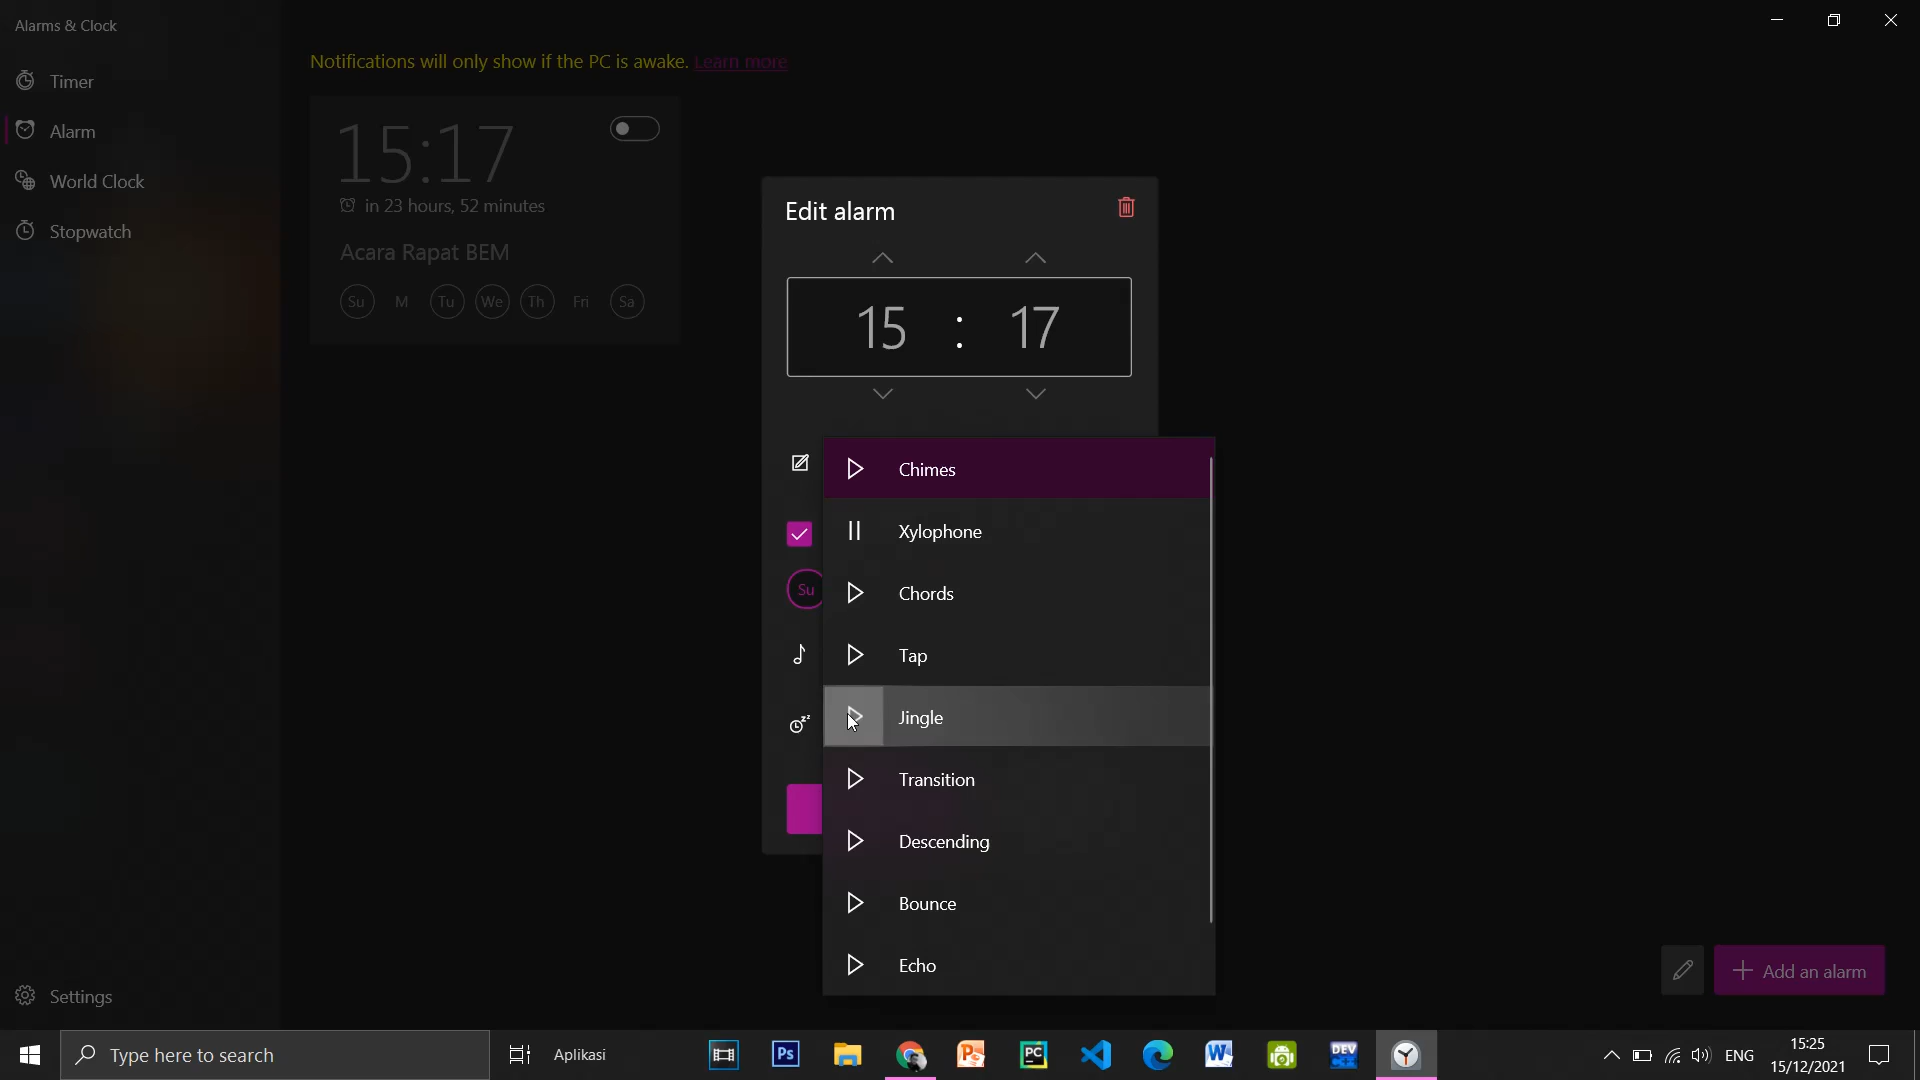 Alarms & Clock
Timer
Alarm
World Clock
Stopwatch
Settings
Notifications will only show if the PC is awake. Learn more
15:17
in 23 hours, 52 minutes
Acara Rapat BEM
Su M Tu We Th Fri Sa
Edit alarm
15 : 17
Su
Chimes
Xylophone
Chords
Tap
Jingle
Transition
Descending
Bounce
Echo
Add an alarm
Type here to search
Aplikasi
Ps
P
PC
W
DEV
C++
ENG
15:25
15/12/2021